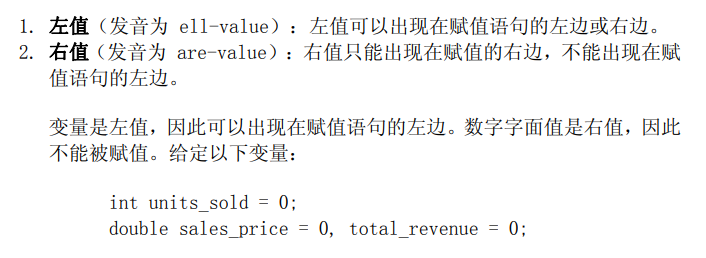 1. 左值（发音为 ell-value）：左值可以出现在赋值语句的左边或右边。
2. 右值（发音为 are-value）：右值只能出现在赋值的右边，不能出现在赋
值语句的左边。
变量是左值，因此可以出现在赋值语句的左边。数字字面值是右值，因此
不能被赋值。给定以下变量：
int units_sold = 0;
double sales_price = 0, total_revenue = 0;